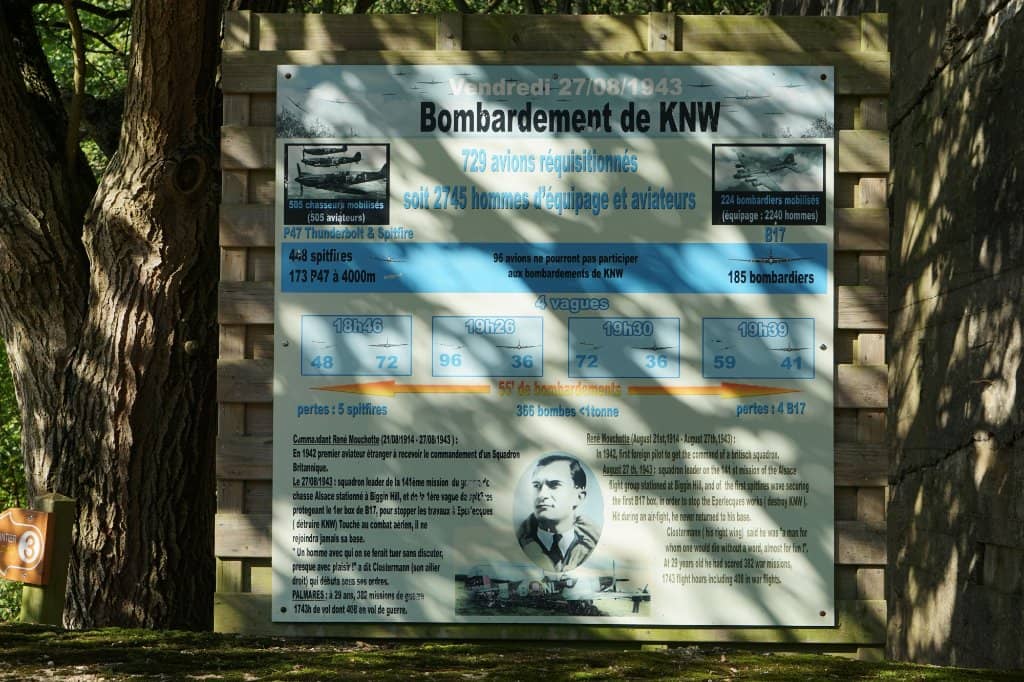 Vendredi 27/08/1943
Bombardement de KNW
729 avions réquisitionnés
soit 2745 hommes d'équipage et aviateurs
585 chasseurs mobilisés
(505 aviateurs)
P47 Thunderbolt & Spitfire
224 bombardiers mobilisés
(équipage : 2240 hommes)
B17
448 spitfires
173 P47 à 4000m
96 avions ne pourront pas participer
aux bombardements de KNW
185 bombardiers
4 vagues
18h46
48 72
19h26
96 36
19h30
72 36
19h39
59 41
55' de bombardements
pertes : 5 spitfires
366 bombes <1tonne
pertes : 4 B17
Commandant René Mouchotte (21/08/1914 - 27/08/1943) :
En 1942 premier aviateur étranger à recevoir le commandement d'un Squadron
Britannique.
Le 27/08/1943 : squadron leader de la 141ème mission du
chasse Alsace stationné à Biggin Hill, et de la 1ère vague de spitfires
protegeant le 1er box de B17, pour stopper les travaux à Eperlecques
( détruire KNW) Touché au combat aérien, il ne
rejoindra jamais sa base.
" Un homme avec qui on se ferait tuer sans discuter,
presque avec plaisir !" a dit Clostermann (son ailier
droit) qui débuta sous ses ordres.
PALMARES : à 29 ans, 382 missions de guerre
1743h de vol dont 408 en vol de guerre.
René Mouchotte (August 21st,1914 - August 27th,1943) :
In 1942, first foreign pilot to get the command of a britisch squadron.
August 27 th, 1943 : squadron leader on the 141 st mission of the Alsace
flight group stationed at Biggin Hill, and of the first spitfires wave securing
the first B17 box, in order to stop the Eperlecques works ( destroy KNW ).
Hit during an air-fight, he never returned to his base.
Clostermann ( his right wing) said he was "a man for
whom one would die without a word, almost for fun !".
At 29 years old he had scored 382 war missions,
1743 flight hours including 408 in war flights.
3